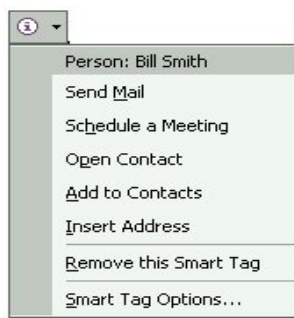 Person: Bill Smith
Send Mail
Schedule a Meeting
Open Contact
Add to Contacts
Insert Address
Remove this Smart Tag
Smart Tag Options...